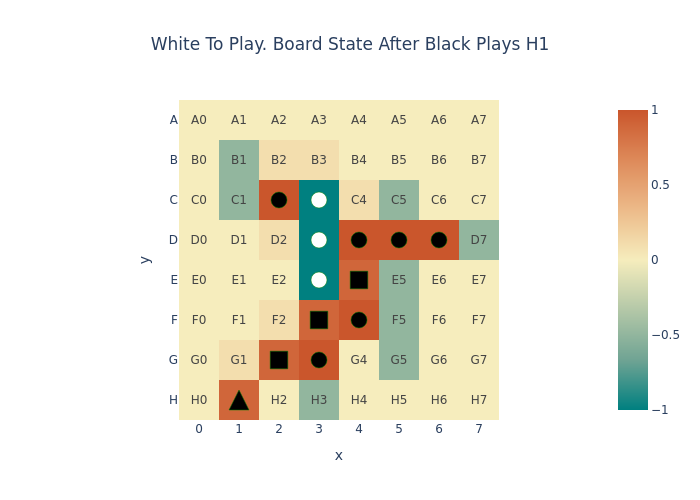 White To Play. Board State After Black Plays H1
A A0 A1 A2 A3 A4 A5 A6 A7
B B0 B1 B2 B3 B4 B5 B6 B7
C C0 C1 C4 C5 C6 C7
D D0 D1 D2 D7
E E0 E1 E2 E5 E6 E7
F F0 F1 F2 F5 F6 F7
G G0 G1 G4 G5 G6 G7
H H0 H2 H3 H4 H5 H6 H7
0 1 2 3 4 5 6 7
x
y
1
0.5
0
−0.5
−1